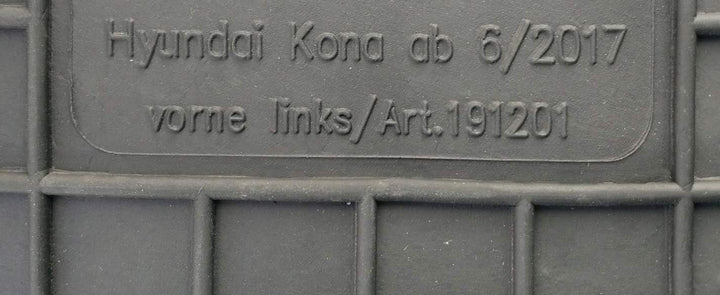 Hyundai Kona ab 6/2017
vorne links/Art.191201